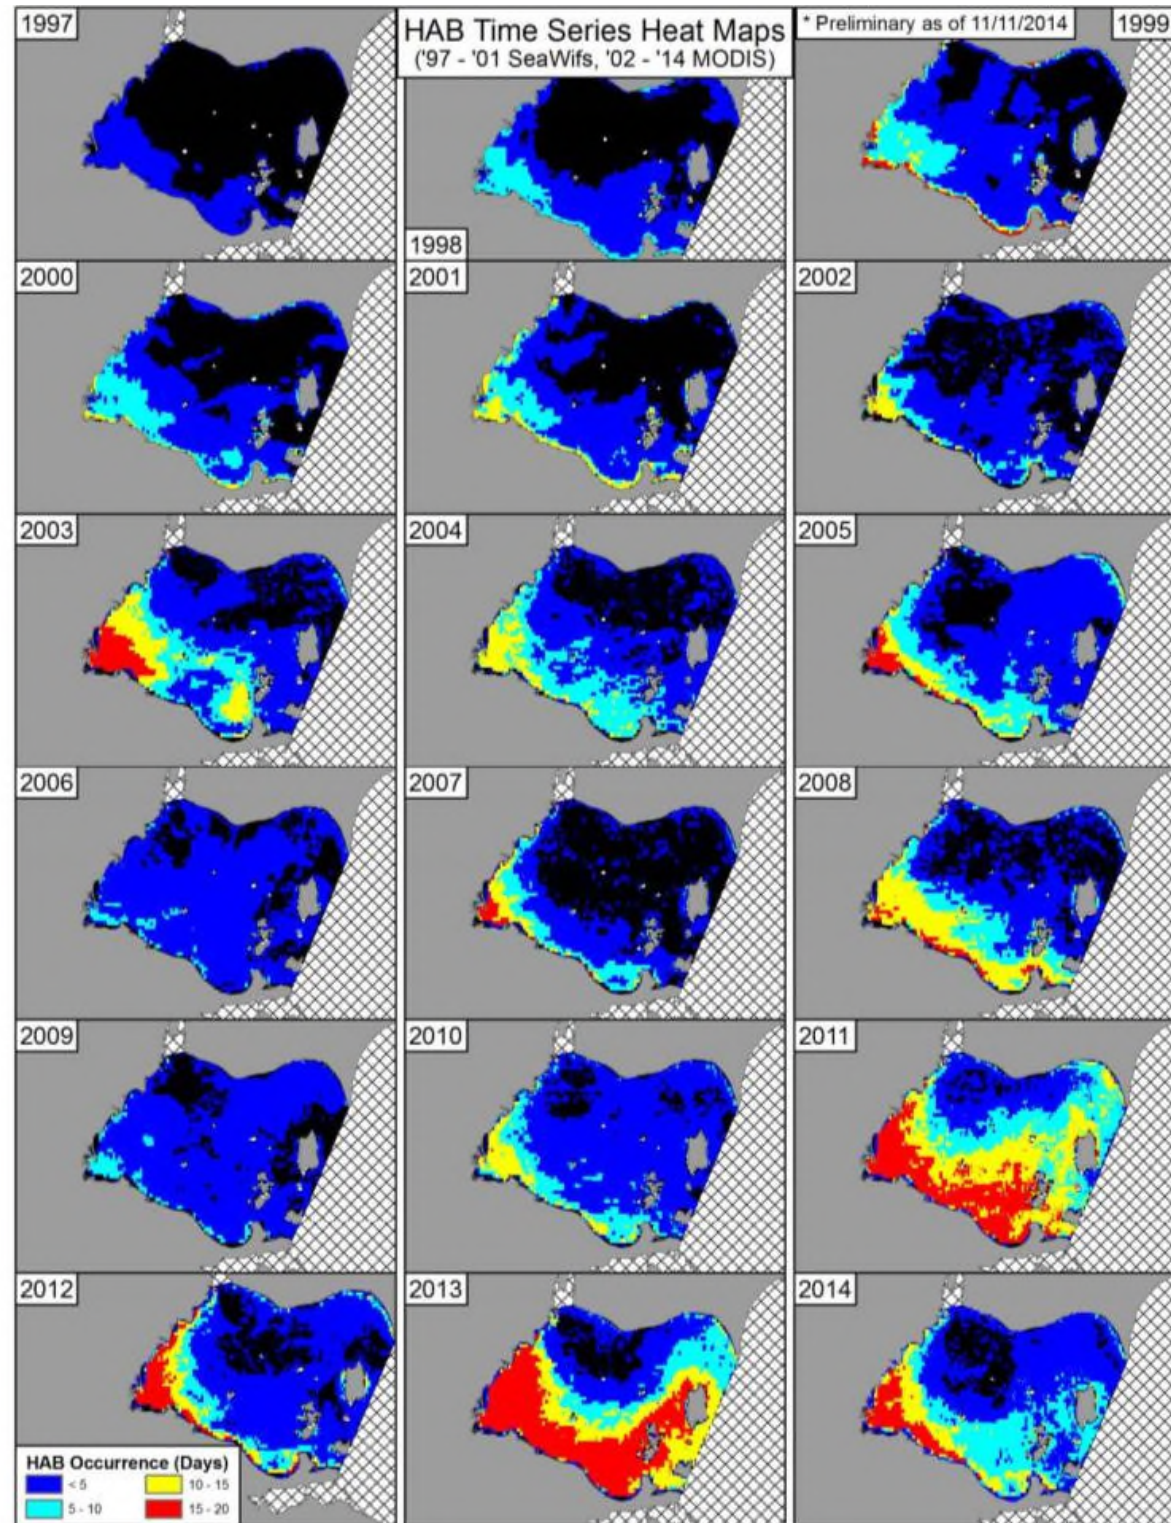 1997
HAB Time Series Heat Maps
('97 - '01 SeaWifs, '02 - '14 MODIS)
* Preliminary as of 11/11/2014
1999
1998
2000
2001
2002
2003
2004
2005
2006
2007
2008
2009
2010
2011
2012
2013
2014
HAB Occurrence (Days)
< 5
10 - 15
5 - 10
15 - 20